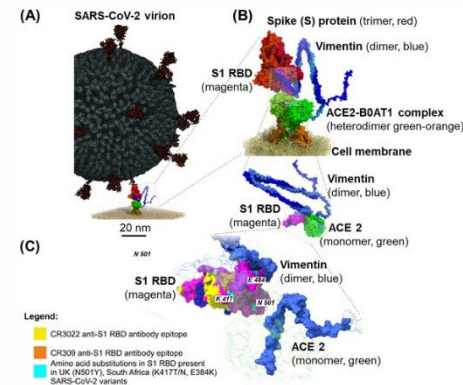 (A)
SARS-CoV-2 virion
20 nm
(B)
Spike (S) protein (trimer, red)
Vimentin
(dimer, blue)
S1 RBD
(magenta)
ACE2-B0AT1 complex
(heterodimer green-orange)
Cell membrane
Vimentin
(dimer, blue)
S1 RBD
(magenta)
ACE 2
(monomer, green)
(C)
N 501
S1 RBD
(magenta)
E 484
K 417
N 501
Vimentin
(dimer, blue)
ACE 2
(monomer, green)
Legend:
CR3022 anti-S1 RBD antibody epitope
CR309 anti-S1 RBD antibody epitope
Amino acid substitutions in S1 RBD present
in UK (N501Y), South Africa (K417T/N, E384K)
SARS-CoV-2 variants